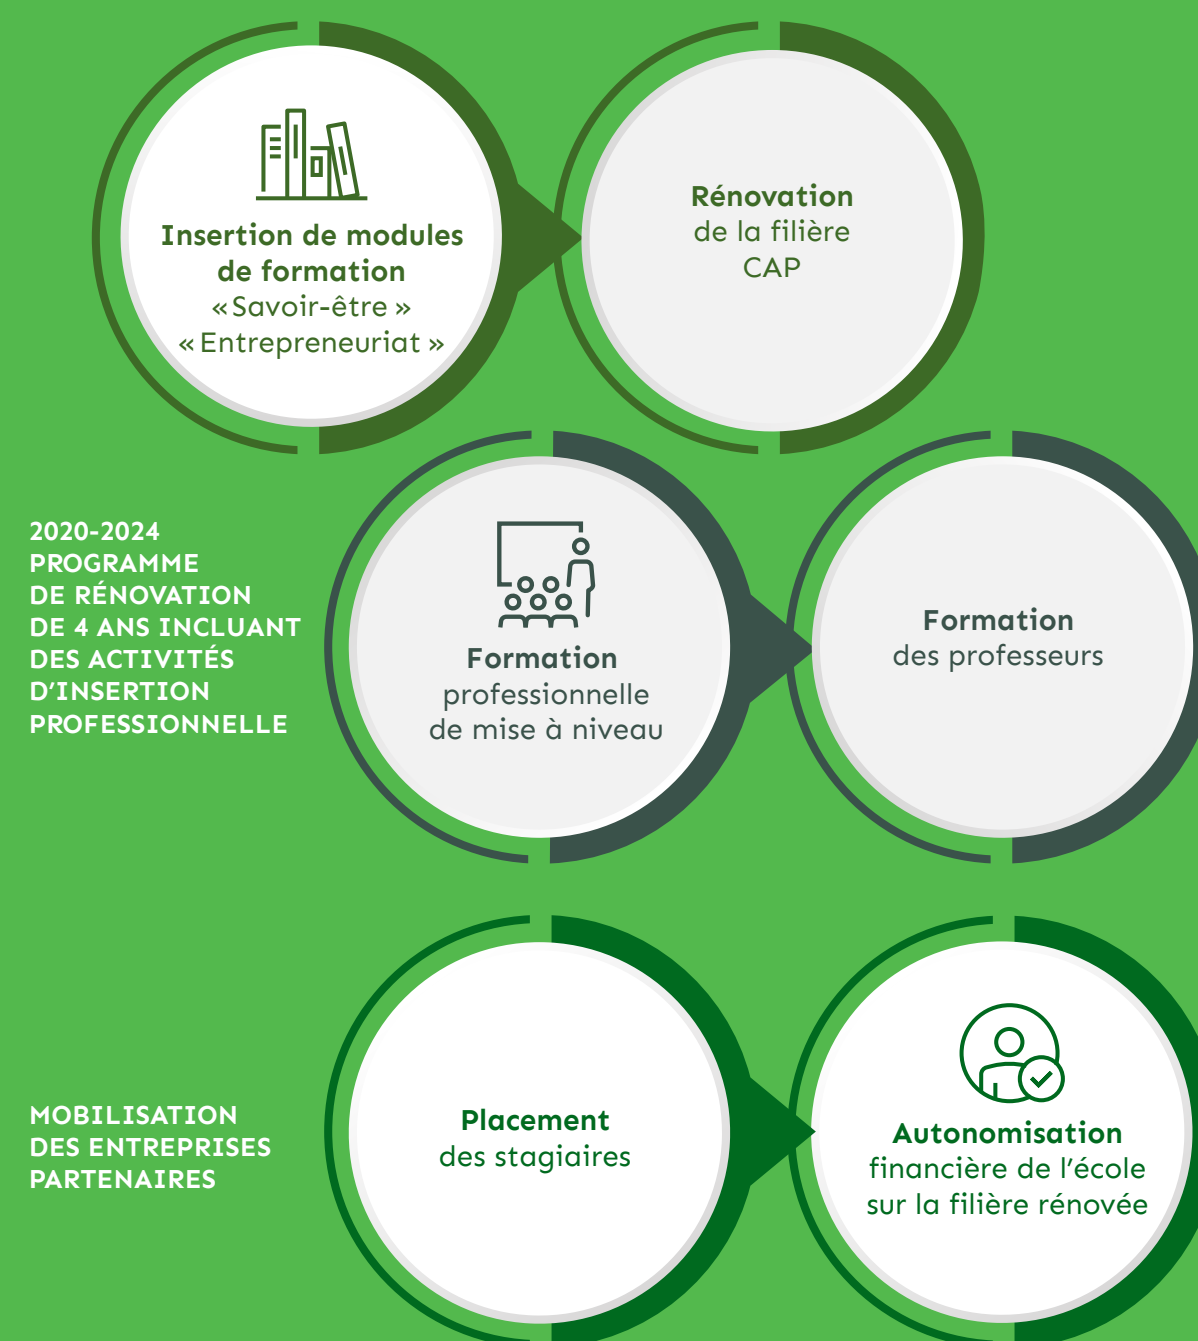 Insertion de modules
de formation
«Savoir-être»
«Entrepreneuriat»
Rénovation
de la filière
CAP
2020-2024
PROGRAMME
DE RÉNOVATION
DE 4 ANS INCLUANT
DES ACTIVITÉS
D'INSERTION
PROFESSIONNELLE
Formation
professionnelle
de mise à niveau
Formation
des professeurs
MOBILISATION
DES ENTREPRISES
PARTENAIRES
Placement
des stagiaires
Autonomisation
financière de l'école
sur la filière rénovée